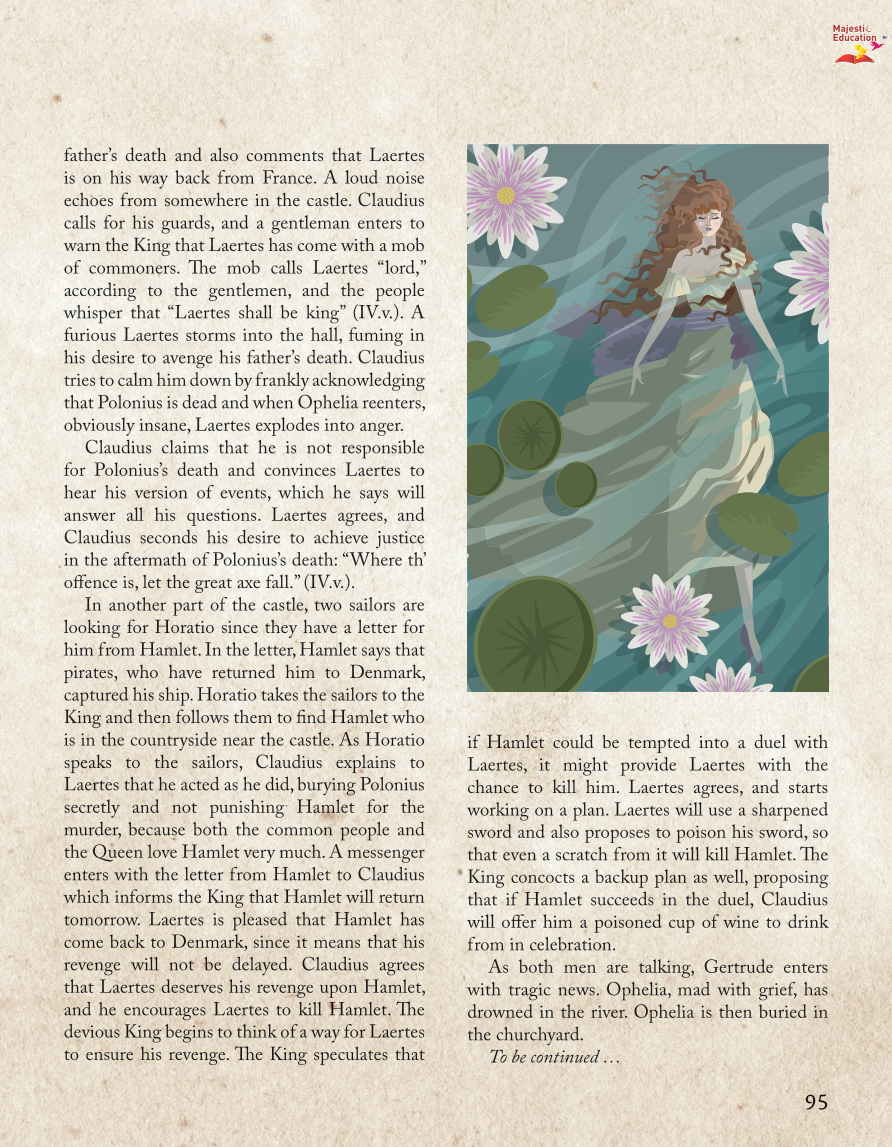 Majestic
Education
father’s death and also comments that Laertes
is on his way back from France. A loud noise
echoes from somewhere in the castle. Claudius
calls for his guards, and a gentleman enters to
warn the King that Laertes has come with a mob
of commoners. The mob calls Laertes “lord,”
according to the gentlemen, and the people
whisper that “Laertes shall be king” (IV.v.). A
furious Laertes storms into the hall, fuming in
his desire to avenge his father’s death. Claudius
tries to calm him down by frankly acknowledging
that Polonius is dead and when Ophelia reenters,
obviously insane, Laertes explodes into anger.
Claudius claims that he is not responsible
for Polonius’s death and convinces Laertes to
hear his version of events, which he says will
answer all his questions. Laertes agrees, and
Claudius seconds his desire to achieve justice
in the aftermath of Polonius’s death: “Where th’
offence is, let the great axe fall.” (IV.v.).
In another part of the castle, two sailors are
looking for Horatio since they have a letter for
him from Hamlet. In the letter, Hamlet says that
pirates, who have returned him to Denmark,
captured his ship. Horatio takes the sailors to the
King and then follows them to find Hamlet who
is in the countryside near the castle. As Horatio
speaks to the sailors, Claudius explains to
Laertes that he acted as he did, burying Polonius
secretly and not punishing Hamlet for the
murder, because both the common people and
the Queen love Hamlet very much. A messenger
enters with the letter from Hamlet to Claudius
which informs the King that Hamlet will return
tomorrow. Laertes is pleased that Hamlet has
come back to Denmark, since it means that his
revenge will not be delayed. Claudius agrees
that Laertes deserves his revenge upon Hamlet,
and he encourages Laertes to kill Hamlet. The
devious King begins to think of a way for Laertes
to ensure his revenge. The King speculates that
if Hamlet could be tempted into a duel with
Laertes, it might provide Laertes with the
chance to kill him. Laertes agrees, and starts
working on a plan. Laertes will use a sharpened
sword and also proposes to poison his sword, so
that even a scratch from it will kill Hamlet. The
King concocts a backup plan as well, proposing
that if Hamlet succeeds in the duel, Claudius
will offer him a poisoned cup of wine to drink
from in celebration.
As both men are talking, Gertrude enters
with tragic news. Ophelia, mad with grief, has
drowned in the river. Ophelia is then buried in
the churchyard.
To be continued …
95